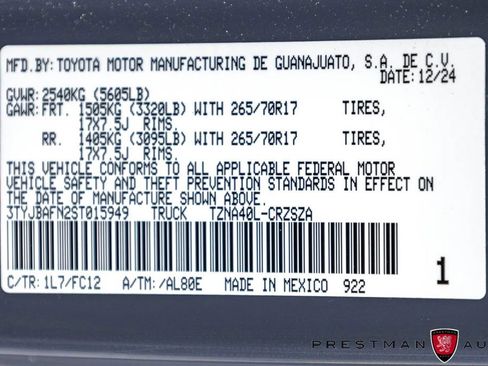 MFD.BY: TOYOTA MOTOR MANUFACTURING DE GUANAJUATO, S.A. DE C.V.
DATE: 12/24
GVWR: 2540KG (5605LB)
GAWR: FRT. 1505KG (3320LB) WITH 265/70R17 TIRES,
17X7.5J RIMS.
RR. 1405KG (3095LB) WITH 265/70R17 TIRES,
17X7.5J RIMS.
THIS VEHICLE CONFORMS TO ALL APPLICABLE FEDERAL MOTOR
VEHICLE SAFETY AND THEFT PREVENTION STANDARDS IN EFFECT ON
THE DATE OF MANUFACTURE SHOWN ABOVE.
3TYJBAFN2ST015949 TRUCK TZNA40L-CRZSZA
1
C/TR: 1L7/FC12 A/TM: /AL80E MADE IN MEXICO 922
PRESTMAN AU